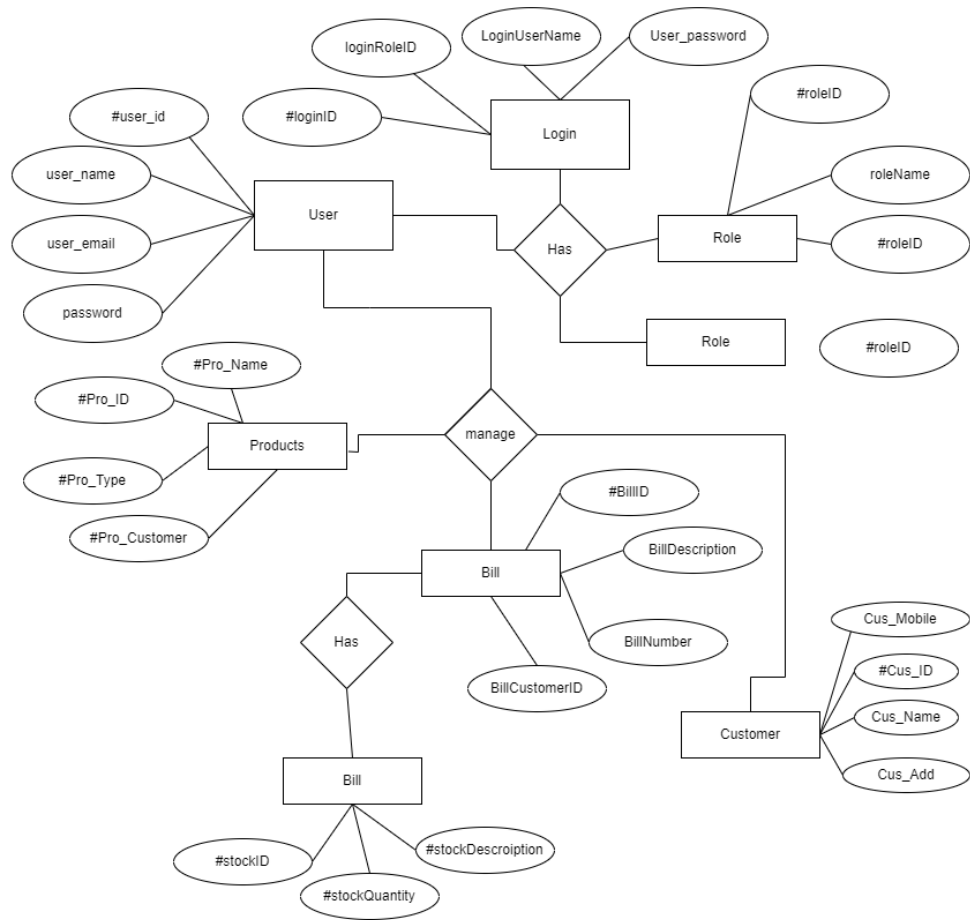 LoginUserName
User_password
loginRoleID
#roleID
#user_id
#loginID
Login
user_name
roleName
User
Role
user_email
Has
#roleID
password
Role
#roleID
#Pro_Name
#Pro_ID
manage
Products
#Pro_Type
#BillID
#Pro_Customer
BillDescription
Bill
Has
BillNumber
Cus_Mobile
#Cus_ID
BillCustomerID
Cus_Name
Customer
Cus_Add
Bill
#stockDescroiption
#stockID
#stockQuantity